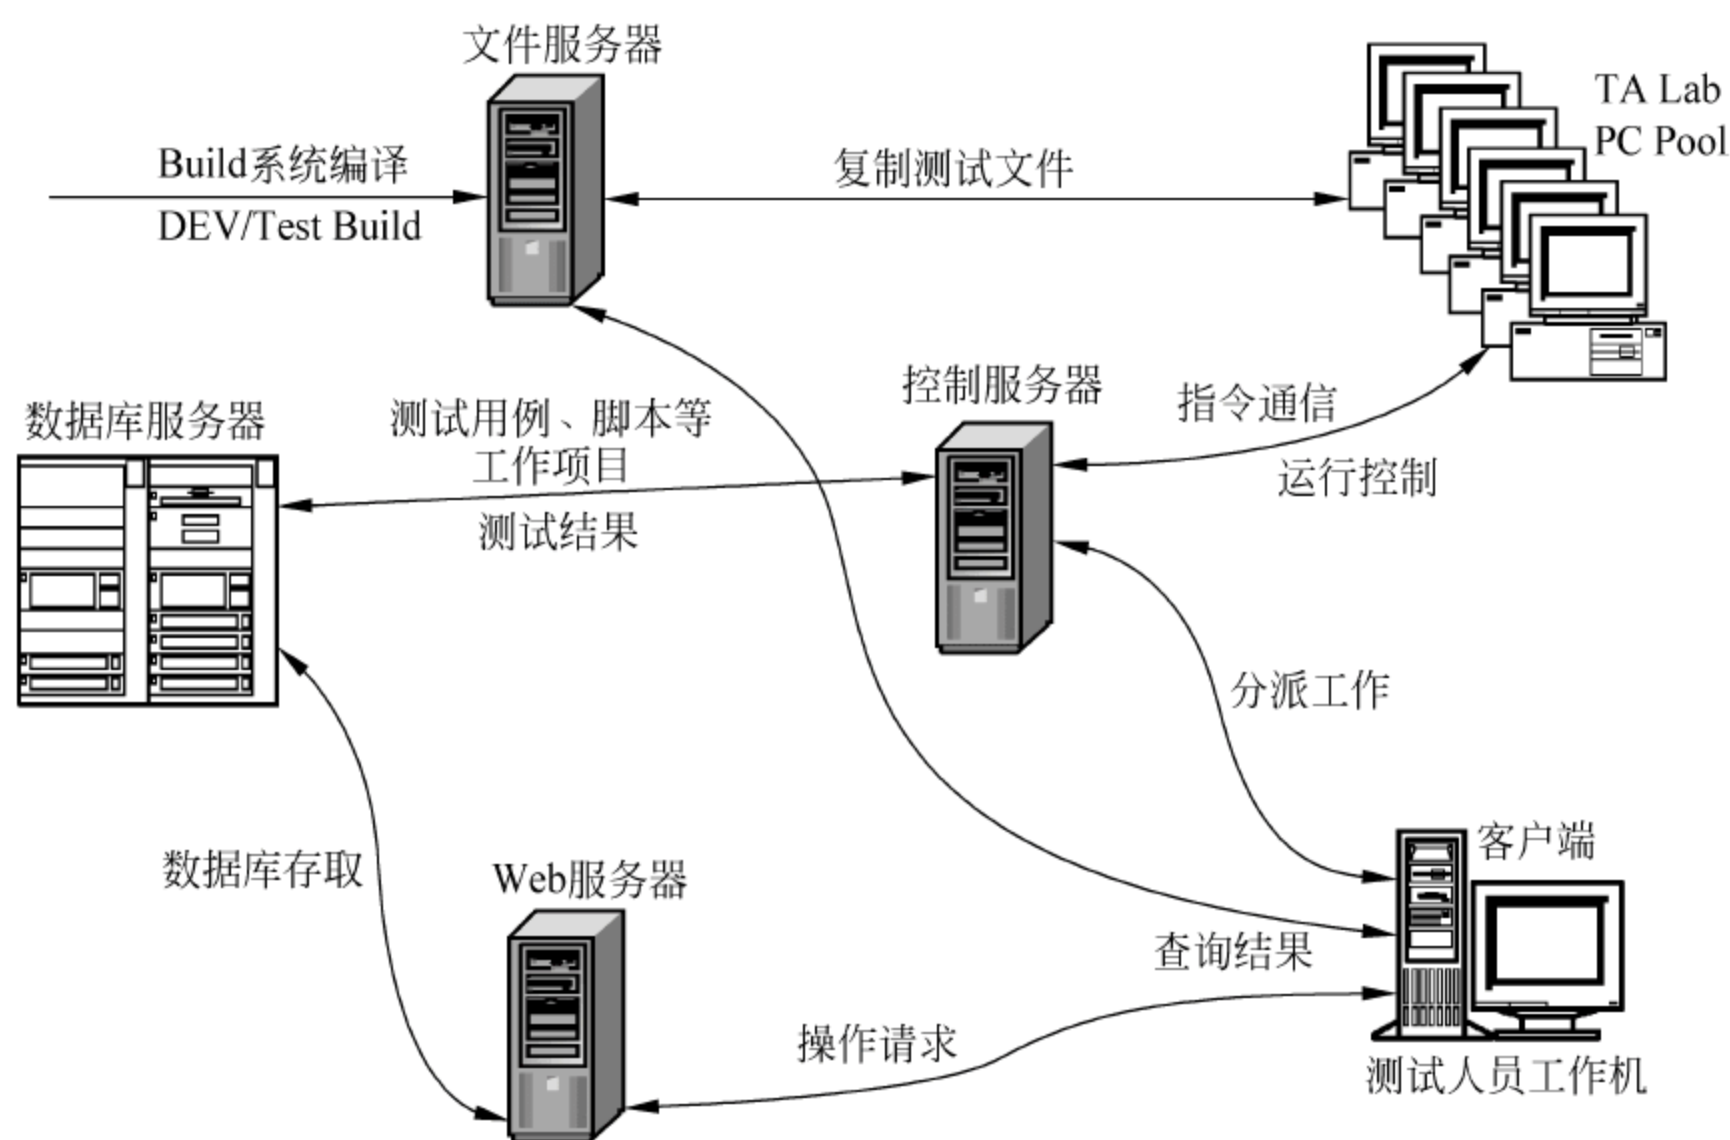 文件服务器
TA Lab
PC Pool
Build系统编译
DEV/Test Build
复制测试文件
控制服务器
指令通信
运行控制
数据库服务器
测试用例、脚本等
工作项目
测试结果
分派工作
客户端
数据库存取
Web服务器
查询结果
操作请求
测试人员工作机